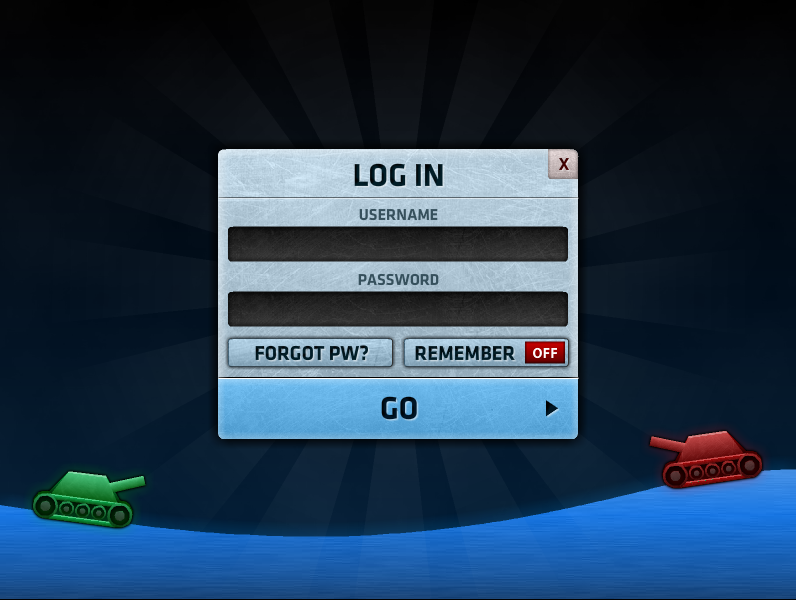 LOG IN
X
USERNAME
PASSWORD
FORGOT PW?
REMEMBER OFF
GO